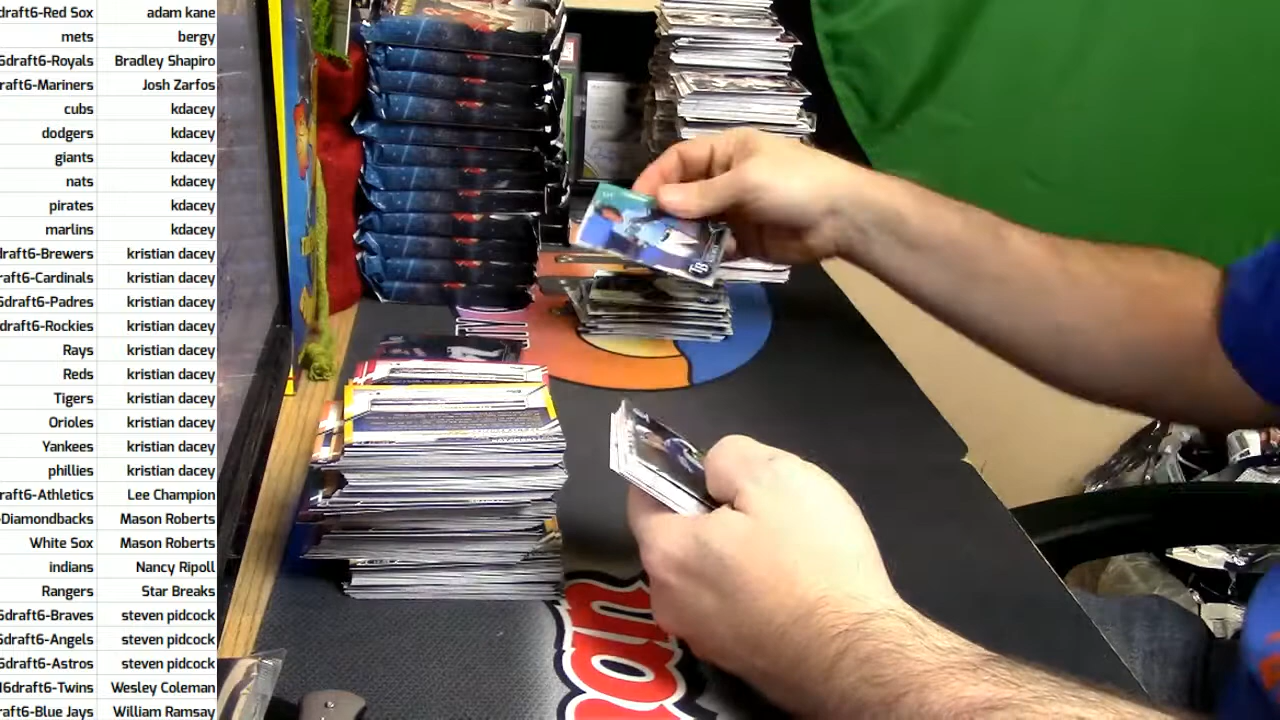 draft6-Red Sox adam kane
mets bergy
6draft6-Royals Bradley Shapiro
raft6-Mariners Josh Zarfos
cubs kdacey
dodgers kdacey
giants kdacey
nats kdacey
pirates kdacey
marlins kdacey
draft6-Brewers kristian dacey
raft6-Cardinals kristian dacey
6draft6-Padres kristian dacey
draft6-Rockies kristian dacey
Rays kristian dacey
Reds kristian dacey
Tigers kristian dacey
Orioles kristian dacey
Yankees kristian dacey
phillies kristian dacey
raft6-Athletics Lee Champion
-Diamondbacks Mason Roberts
White Sox Mason Roberts
indians Nancy Ripoll
Rangers Star Breaks
6draft6-Braves steven pidcock
6draft6-Angels steven pidcock
6draft6-Astros steven pidcock
16draft6-Twins Wesley Coleman
raft6-Blue Jays William Ramsay
TB